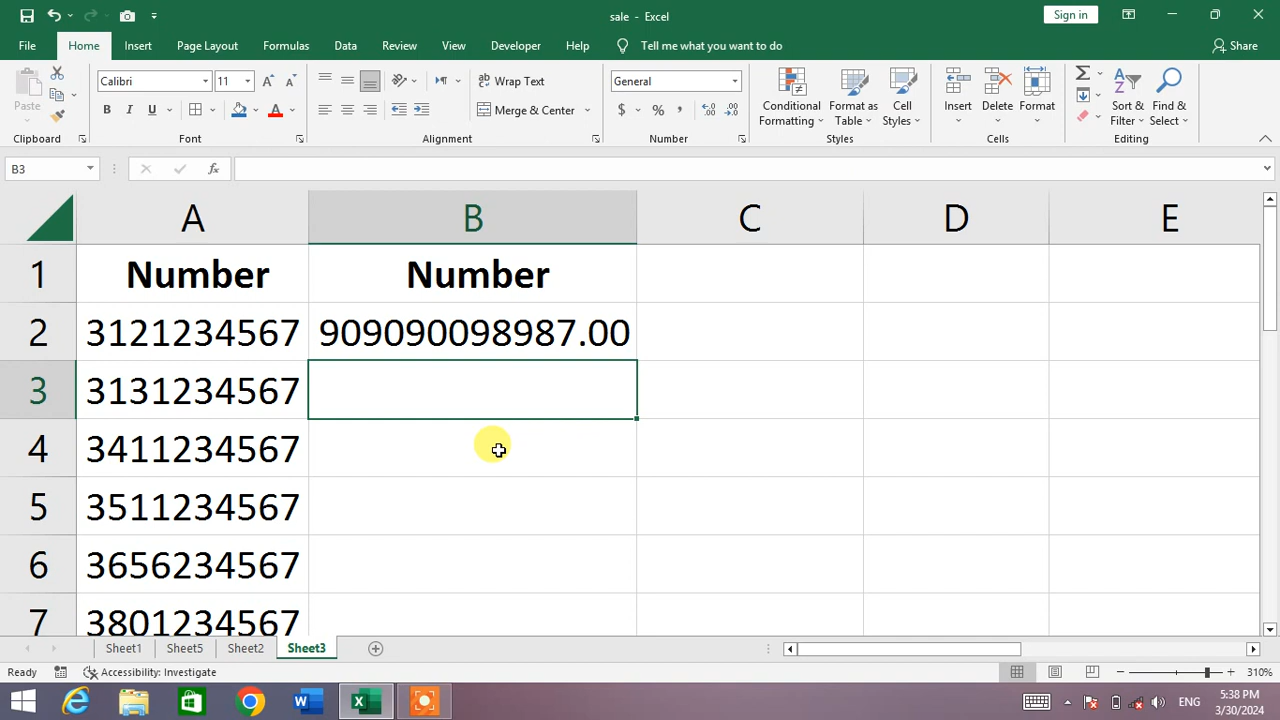 sale - Excel
Sign in
File Home Insert Page Layout Formulas Data Review View Developer Help Tell me what you want to do Share
Paste Calibri 11 Wrap Text General Conditional Formatting Format as Table Cell Styles Insert Delete Format Sort & Filter Find & Select
B I U Merge & Center $ %
Clipboard Font Alignment Number Styles Cells Editing
B3 fx
A B C D E
1 Number Number
2 3121234567 909090098987.00
3 3131234567
4 3411234567
5 3511234567
6 3656234567
7 3801234567
Sheet1 Sheet5 Sheet2 Sheet3
Ready Accessibility: Investigate 310%
ENG 5:38 PM
3/30/2024